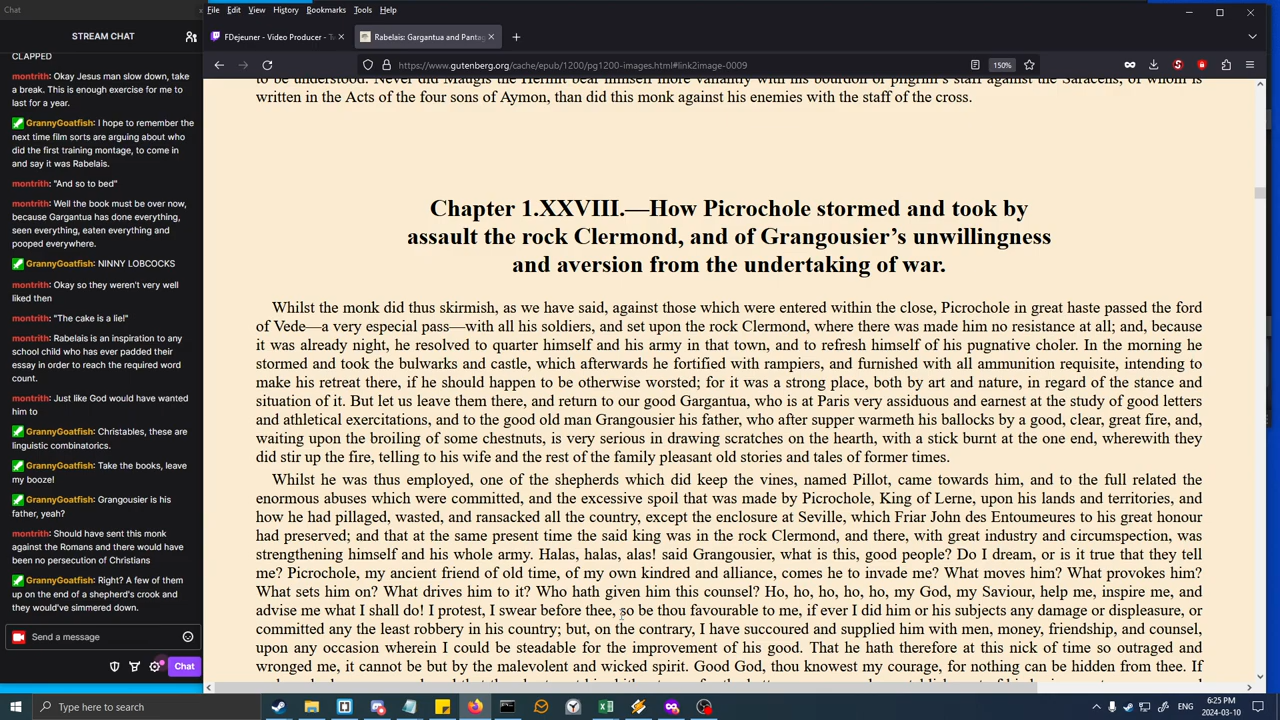 Chat
File Edit View History Bookmarks Tools Help
STREAM CHAT
FDejeuner - Video Producer - T
Rabelais: Gargantua and Pantag
https://www.gutenberg.org/cache/epub/1200/pg1200-images.html#link2image-0009
150%
CLAPPED
montrith: Okay Jesus man slow down, take
a break. This is enough exercise for me to
last for a year.
GrannyGoatfish: I hope to remember the
next time film sorts are arguing about who
did the first training montage, to come in
and say it was Rabelais.
montrith: "And so to bed"
montrith: Well the book must be over now,
because Gargantua has done everything,
seen everything, eaten everything and
pooped everywhere.
GrannyGoatfish: NINNY LOBCOCKS
montrith: Okay so they weren't very well
liked then
montrith: "The cake is a lie!"
montrith: Rabelais is an inspiration to any
school child who has ever padded their
essay in order to reach the required word
count.
montrith: Just like God would have wanted
him to
GrannyGoatfish: Christables, these are
linguistic combinatorics.
GrannyGoatfish: Take the books, leave
my booze!
GrannyGoatfish: Grangousier is his
father, yeah?
montrith: Should have sent this monk
against the Romans and there would have
been no persecution of Christians
GrannyGoatfish: Right? A few of them
up on the end of a shepherd's crook and
they would've simmered down.
Send a message
Chat
to be understood. Never did Maugis the Hermit bear himself more valiantly with his bourdon or pilgrim's staff against the Saracens, of whom is
written in the Acts of the four sons of Aymon, than did this monk against his enemies with the staff of the cross.
Chapter 1.XXVIII.—How Picrochole stormed and took by
assault the rock Clermond, and of Grangousier's unwillingness
and aversion from the undertaking of war.
Whilst the monk did thus skirmish, as we have said, against those which were entered within the close, Picrochole in great haste passed the ford
of Vede—a very especial pass—with all his soldiers, and set upon the rock Clermond, where there was made him no resistance at all; and, because
it was already night, he resolved to quarter himself and his army in that town, and to refresh himself of his pugnative choler. In the morning he
stormed and took the bulwarks and castle, which afterwards he fortified with rampiers, and furnished with all ammunition requisite, intending to
make his retreat there, if he should happen to be otherwise worsted; for it was a strong place, both by art and nature, in regard of the stance and
situation of it. But let us leave them there, and return to our good Gargantua, who is at Paris very assiduous and earnest at the study of good letters
and athletical exercitations, and to the good old man Grangousier his father, who after supper warmeth his ballocks by a good, clear, great fire, and,
waiting upon the broiling of some chestnuts, is very serious in drawing scratches on the hearth, with a stick burnt at the one end, wherewith they
did stir up the fire, telling to his wife and the rest of the family pleasant old stories and tales of former times.
Whilst he was thus employed, one of the shepherds which did keep the vines, named Pillot, came towards him, and to the full related the
enormous abuses which were committed, and the excessive spoil that was made by Picrochole, King of Lerne, upon his lands and territories, and
how he had pillaged, wasted, and ransacked all the country, except the enclosure at Seville, which Friar John des Entoumeures to his great honour
had preserved; and that at the same present time the said king was in the rock Clermond, and there, with great industry and circumspection, was
strengthening himself and his whole army. Halas, halas, alas! said Grangousier, what is this, good people? Do I dream, or is it true that they tell
me? Picrochole, my ancient friend of old time, of my own kindred and alliance, comes he to invade me? What moves him? What provokes him?
What sets him on? What drives him to it? Who hath given him this counsel? Ho, ho, ho, ho, ho, my God, my Saviour, help me, inspire me, and
advise me what I shall do! I protest, I swear before thee, so be thou favourable to me, if ever I did him or his subjects any damage or displeasure, or
committed any the least robbery in his country; but, on the contrary, I have succoured and supplied him with men, money, friendship, and counsel,
upon any occasion wherein I could be steadable for the improvement of his good. That he hath therefore at this nick of time so outraged and
wronged me, it cannot be but by the malevolent and wicked spirit. Good God, thou knowest my courage, for nothing can be hidden from thee. If
Type here to search
ENG
6:25 PM
2024-03-10